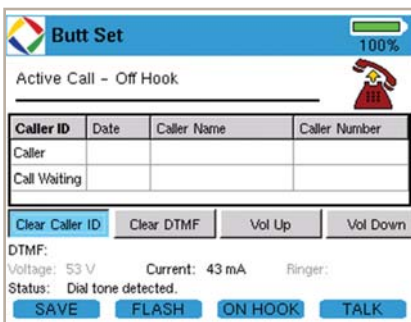 Butt Set
100%
Active Call - Off Hook
Caller ID Date Caller Name Caller Number
Caller
Call Waiting
Clear Caller ID Clear DTMF Vol Up Vol Down
DTMF:
Voltage: 53 V Current: 43 mA Ringer:
Status: Dial tone detected.
SAVE FLASH ON HOOK TALK